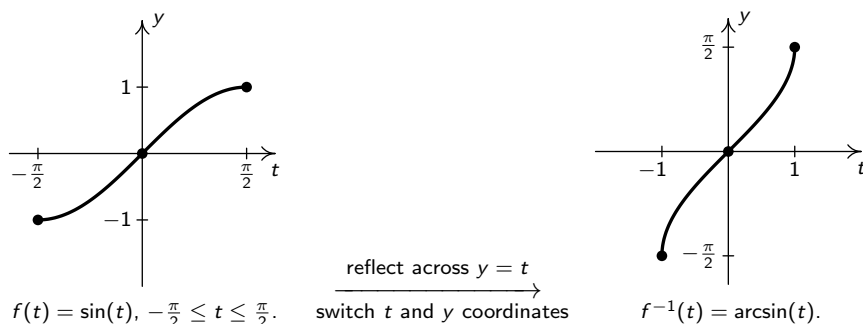 y
1
−π/2
π/2
t
−1
f(t) = sin(t), −π/2 ≤ t ≤ π/2.
reflect across y = t
switch t and y coordinates
y
π/2
−1
1
t
−π/2
f⁻¹(t) = arcsin(t).